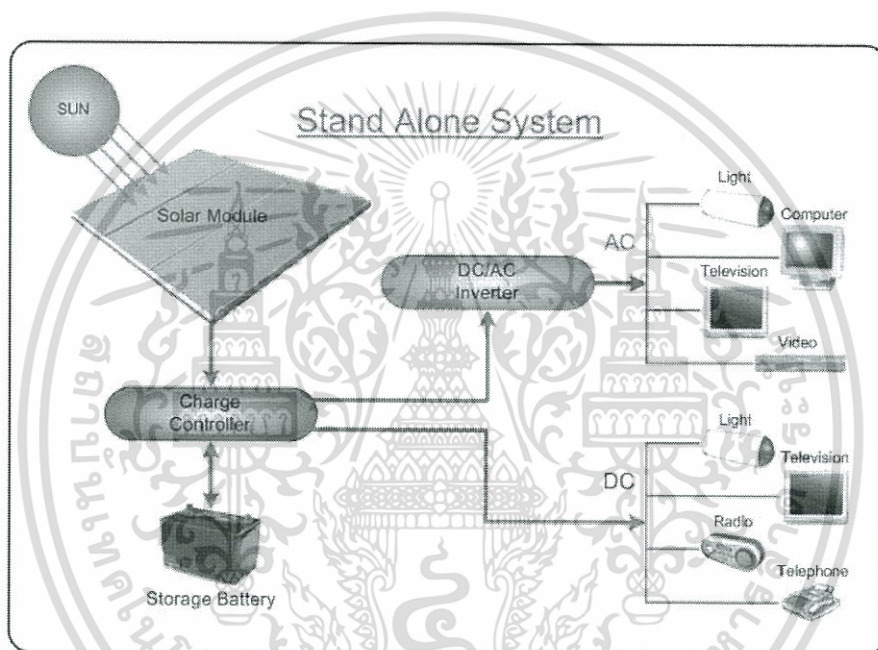 SUN
Stand Alone System
Solar Module
Light
Computer
AC
DC/AC
Inverter
Television
Video
Charge
Controller
Light
Television
DC
Radio
Telephone
Storage Battery